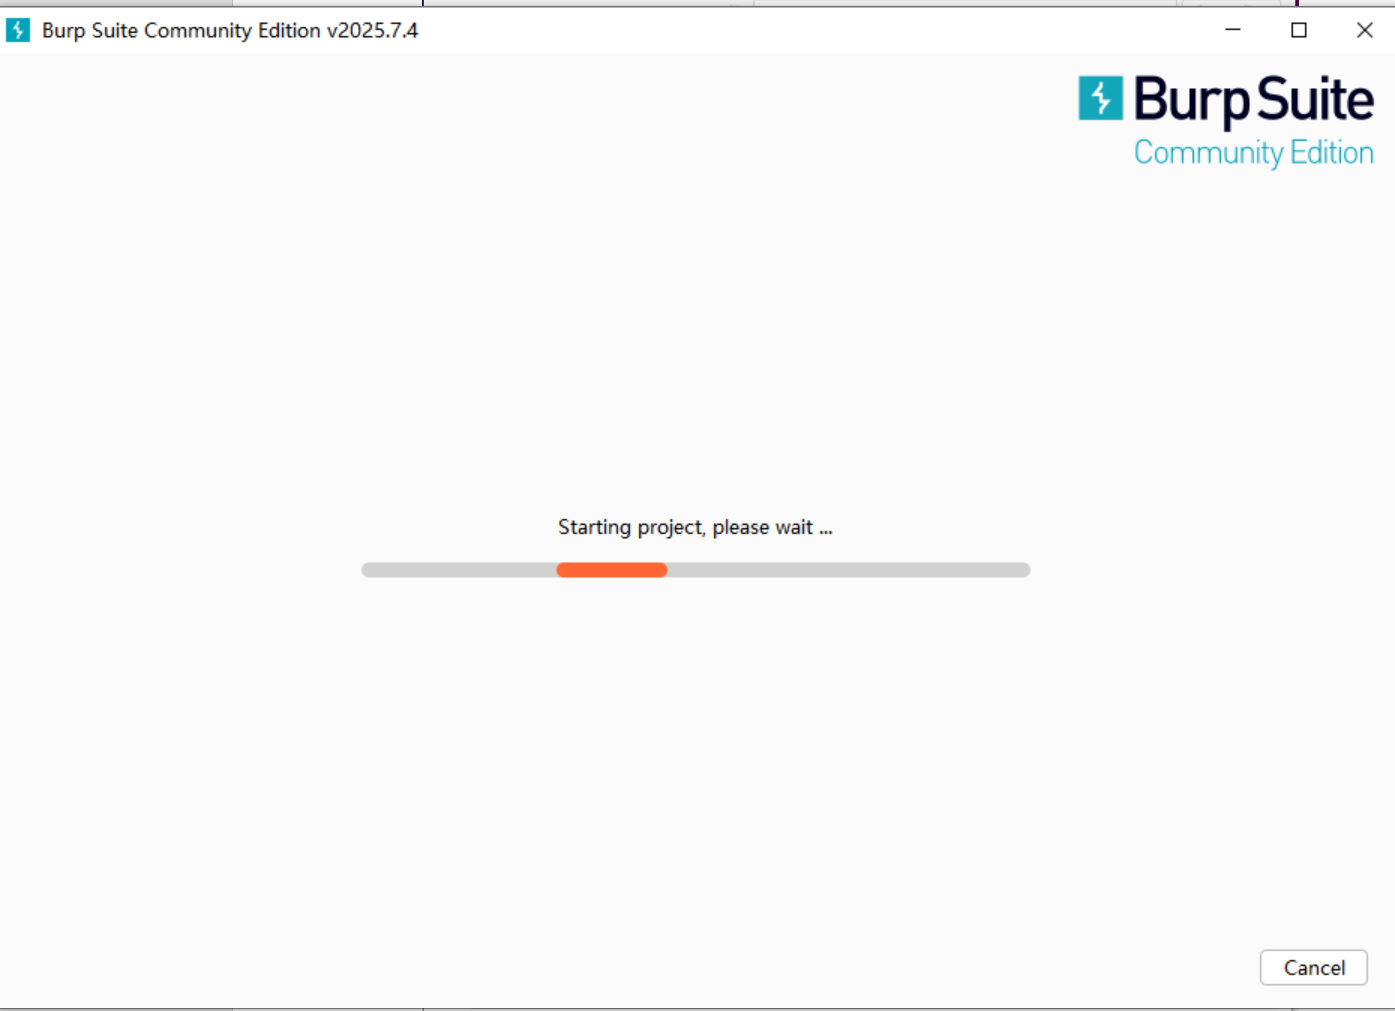 Burp Suite Community Edition v2025.7.4
Burp Suite
Community Edition
Starting project, please wait ...
Cancel